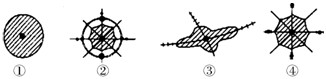 ① ② ③ ④